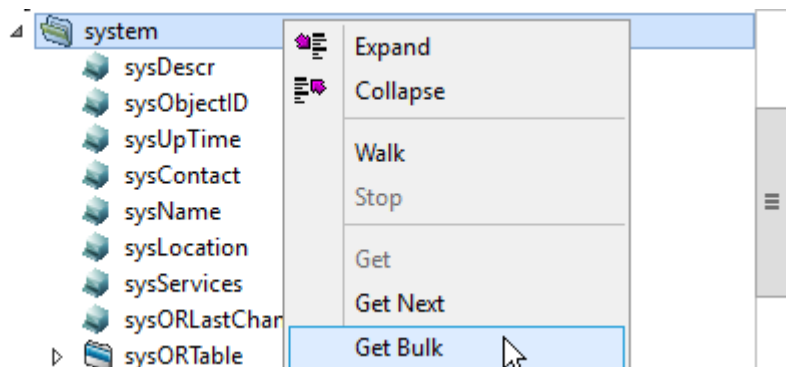 system
sysDescr
sysObjectID
sysUpTime
sysContact
sysName
sysLocation
sysServices
sysORLastChan
sysORTable
Expand
Collapse
Walk
Stop
Get
Get Next
Get Bulk